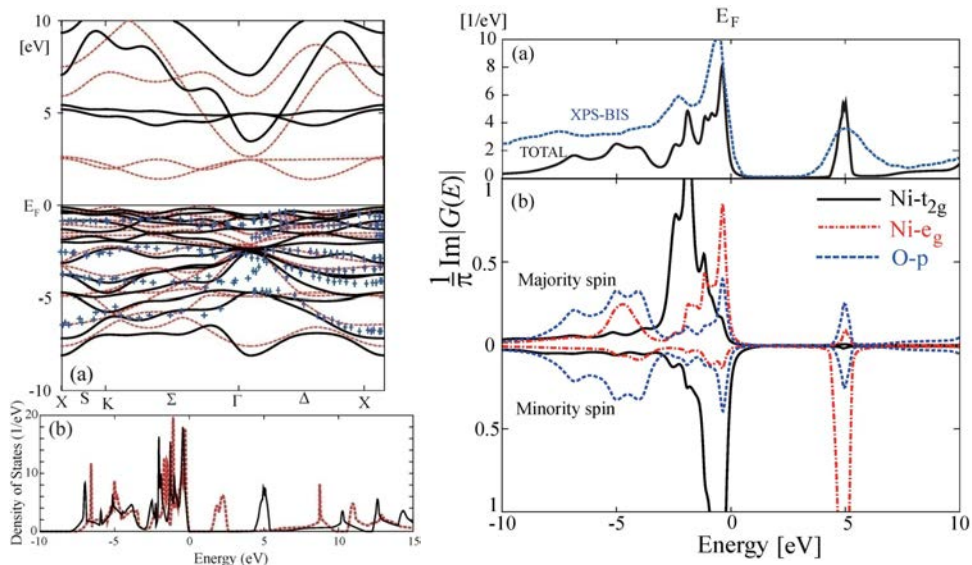 10
[eV]
5
E_F
0
-5
-10
(a)
X S K Σ Γ Δ X
Density of States (1/eV)
20
10
0
(b)
-10 -5 0 5 10 15
Energy (eV)
[1/eV]
E_F
10
8
6
4
2
0
(a)
XPS-BIS
TOTAL
1/π Im|G(E)|
1
0.5
0
0.5
1
(b)
Ni-t_2g
Ni-e_g
O-p
Majority spin
Minority spin
-10 -5 0 5 10
Energy [eV]